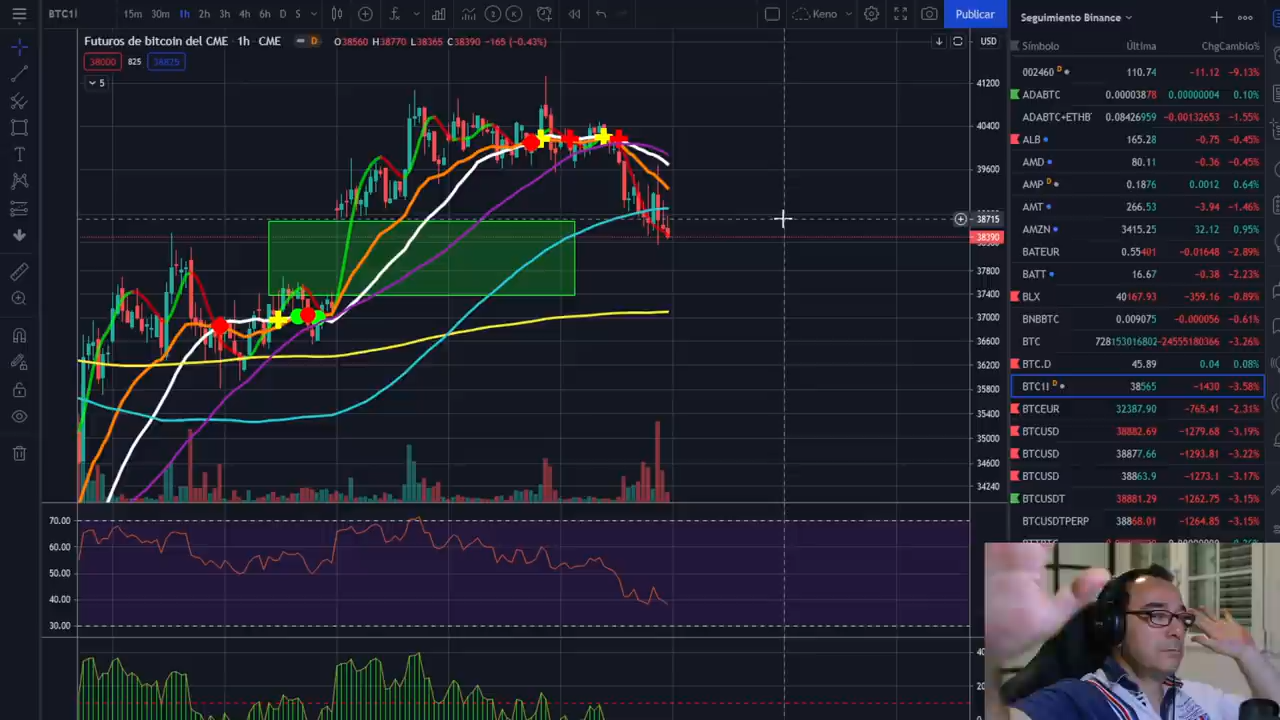 BTC1! 15m 30m 1h 2h 3h 4h 6h D S Keno Publicar
Seguimiento Binance
Futuros de bitcoin del CME · 1h · CME D O38560 H38770 L38365 C38390 -165 (-0.43%) USD
38000 825 38825
5
41200
40400
39600
38715
38390
37800
37400
37000
36600
36200
35800
35400
35000
34600
34240
70.00
60.00
50.00
40.00
30.00
40
20
Símbolo Última Chg Cambio%
002460 D 110.74 -11.12 -9.13%
ADABTC 0.00003878 0.00000004 0.10%
ADABTC+ETHB 0.08426959 -0.00132653 -1.55%
ALB 165.28 -0.75 -0.45%
AMD 80.11 -0.36 -0.45%
AMP D 0.1876 0.0012 0.64%
AMT 266.53 -3.94 -1.46%
AMZN 3415.25 32.12 0.95%
BATEUR 0.55401 -0.01648 -2.89%
BATT 16.67 -0.38 -2.23%
BLX 40167.93 -359.16 -0.89%
BNBBTC 0.009075 -0.000056 -0.61%
BTC 728153016802 -24555180366 -3.26%
BTC.D 45.89 0.04 0.08%
BTC1! D 38565 -1430 -3.58%
BTCEUR 32387.90 -765.41 -2.31%
BTCUSD 38882.69 -1279.68 -3.19%
BTCUSD 38877.66 -1293.81 -3.22%
BTCUSD 38863.9 -1273.1 -3.17%
BTCUSDT 38881.29 -1262.75 -3.15%
BTCUSDTPERP 38868.01 -1264.85 -3.15%